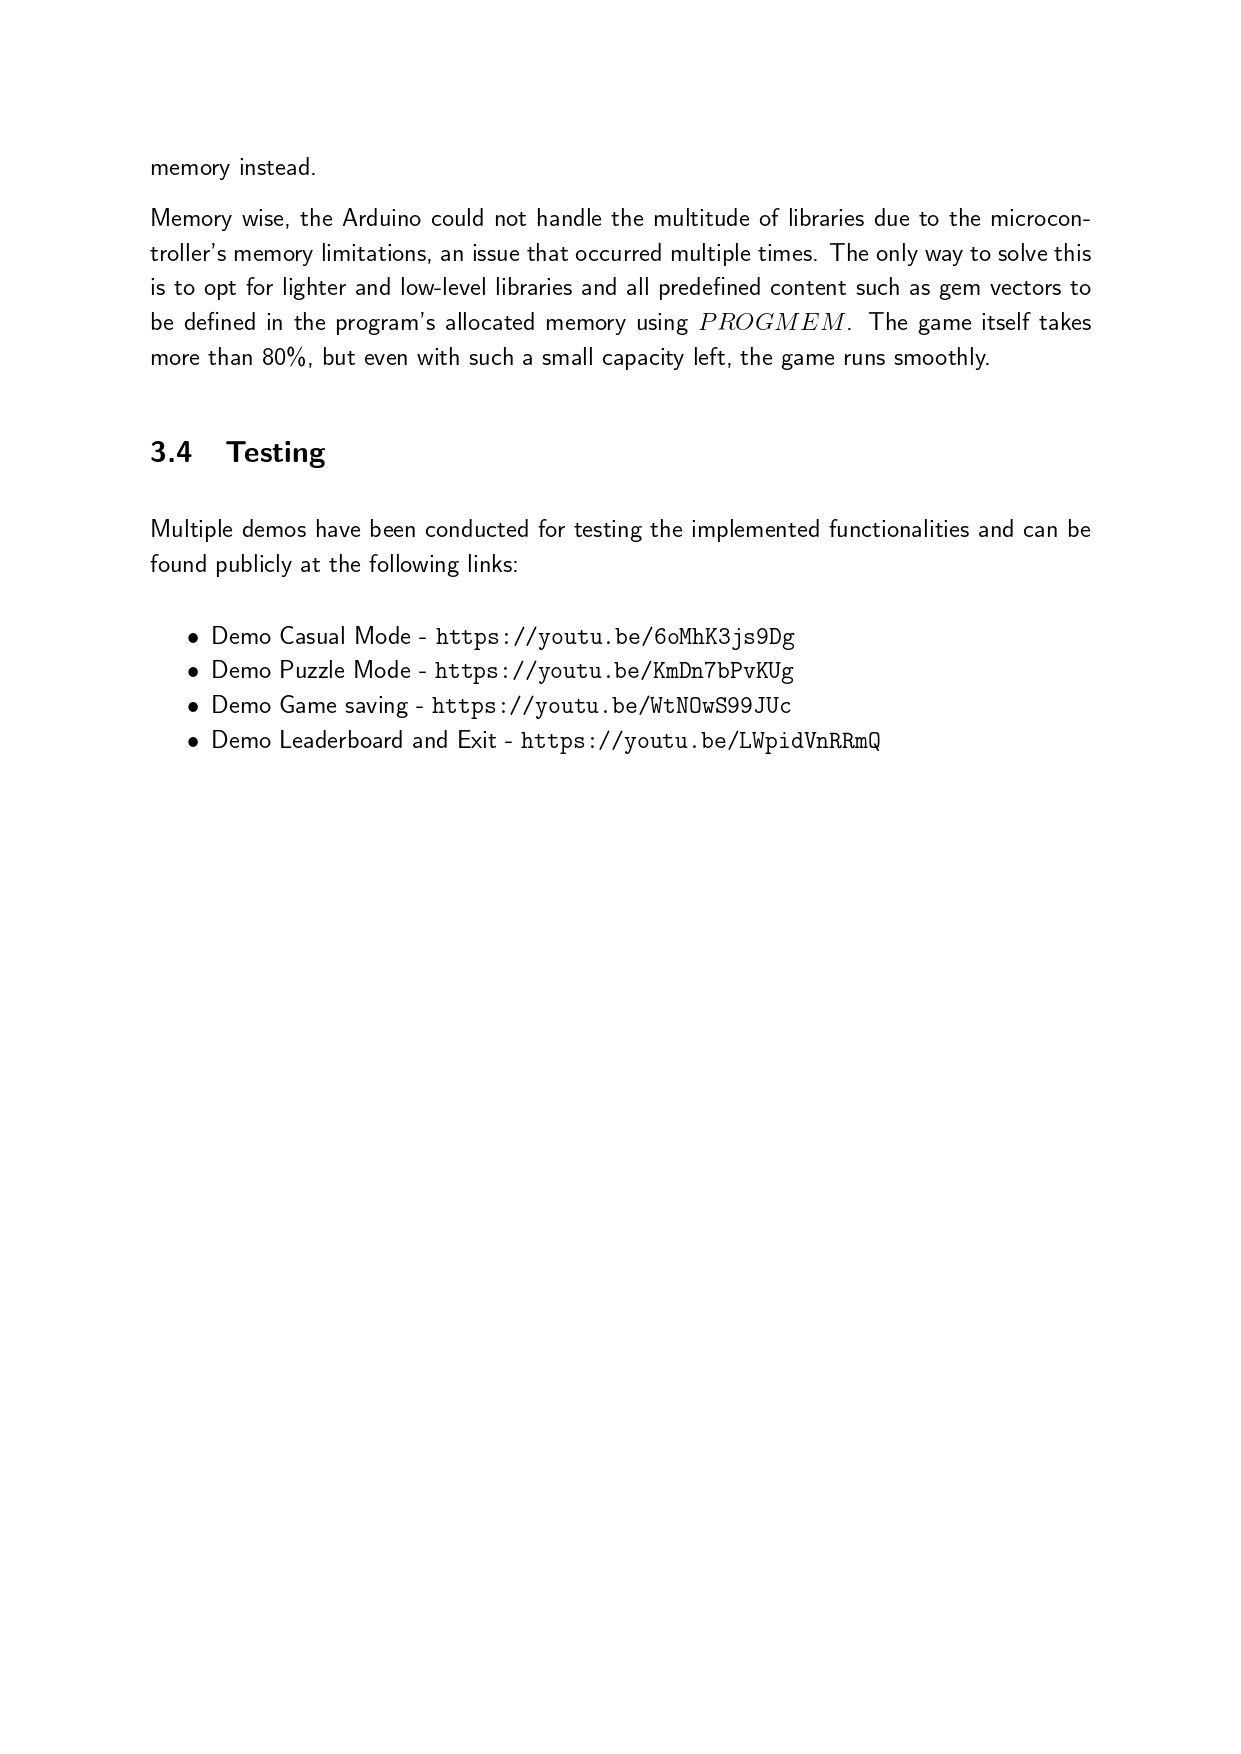 memory instead.
Memory wise, the Arduino could not handle the multitude of libraries due to the microcon-
troller's memory limitations, an issue that occurred multiple times. The only way to solve this
is to opt for lighter and low-level libraries and all predefined content such as gem vectors to
be defined in the program's allocated memory using PROGMEM. The game itself takes
more than 80%, but even with such a small capacity left, the game runs smoothly.
3.4 Testing
Multiple demos have been conducted for testing the implemented functionalities and can be
found publicly at the following links:
• Demo Casual Mode - https://youtu.be/6oMhK3js9Dg
• Demo Puzzle Mode - https://youtu.be/KmDn7bPvKUg
• Demo Game saving - https://youtu.be/WtNOwS99JUc
• Demo Leaderboard and Exit - https://youtu.be/LWpidVnRRmQ